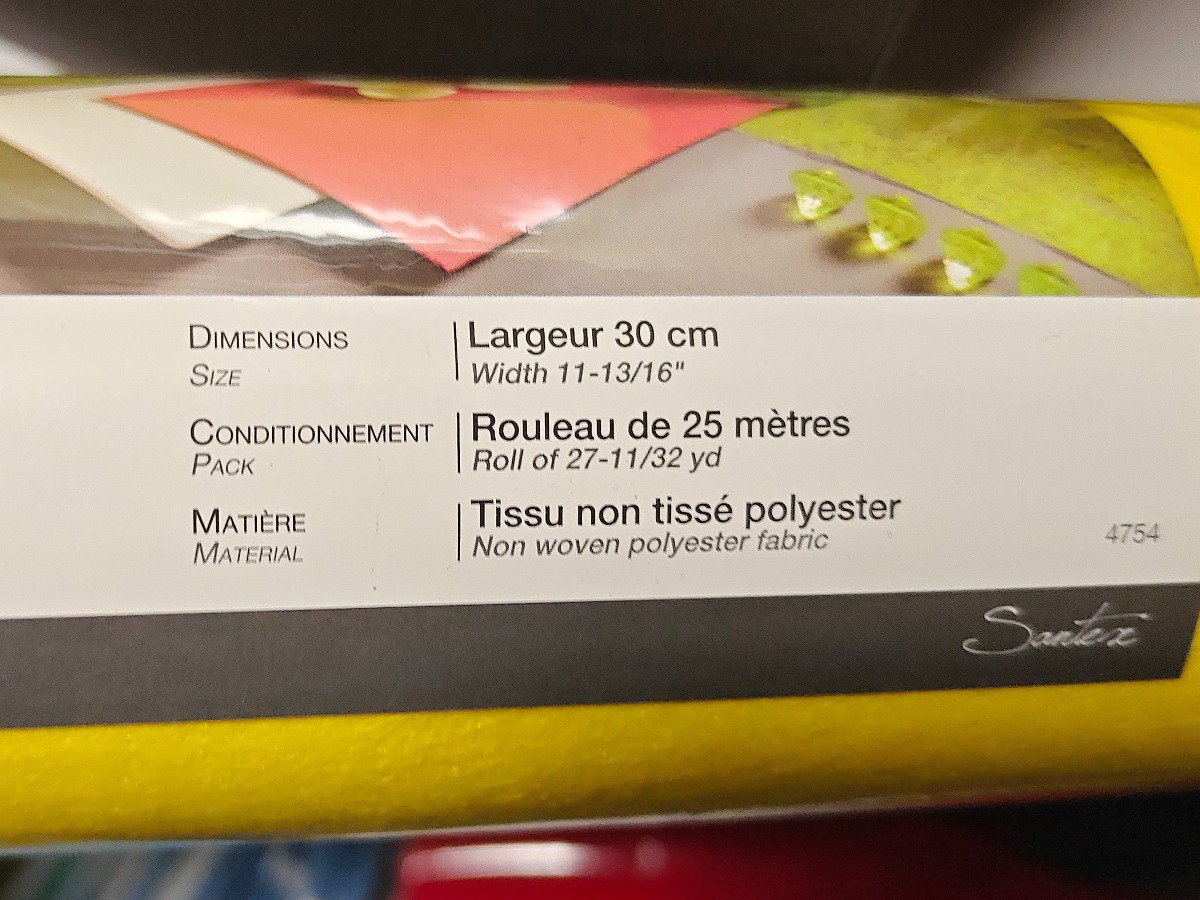 DIMENSIONS
SIZE
Largeur 30 cm
Width 11-13/16"
CONDITIONNEMENT
PACK
Rouleau de 25 mètres
Roll of 27-11/32 yd
MATIÈRE
MATERIAL
Tissu non tissé polyester
Non woven polyester fabric
4754
Santex